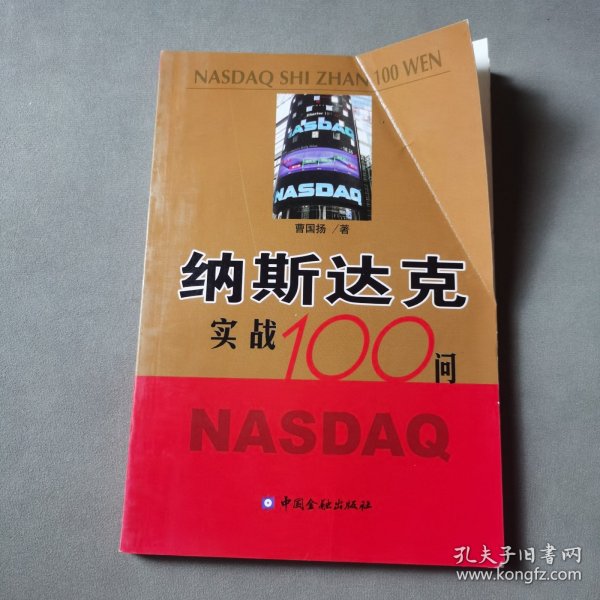 NASDAQ SHI ZHAN 100 WEN
NASDAQ
NASDAQ
曹国扬／著
纳斯达克
实战100问
NASDAQ
中国金融出版社
孔夫子旧书网
www.kongfz.com